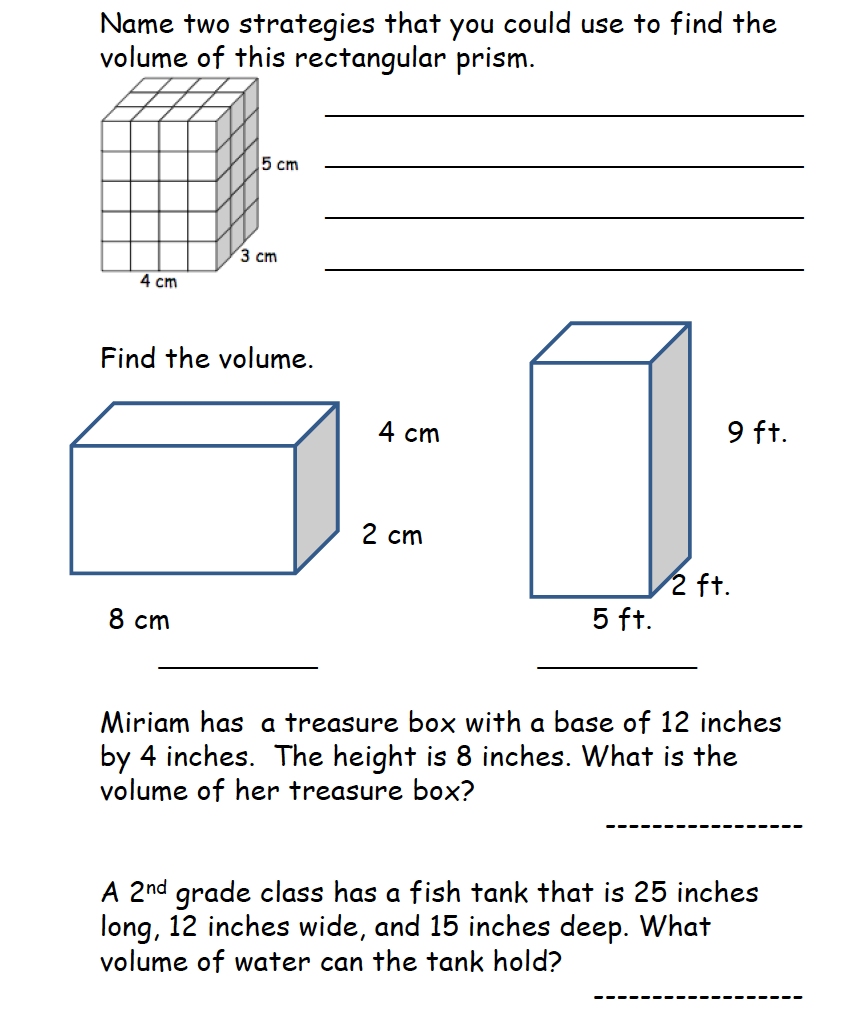 Name two strategies that you could use to find the
volume of this rectangular prism.
5 cm
3 cm
4 cm
Find the volume.
4 cm
2 cm
8 cm
9 ft.
2 ft.
5 ft.
Miriam has a treasure box with a base of 12 inches
by 4 inches. The height is 8 inches. What is the
volume of her treasure box?
A 2nd grade class has a fish tank that is 25 inches
long, 12 inches wide, and 15 inches deep. What
volume of water can the tank hold?